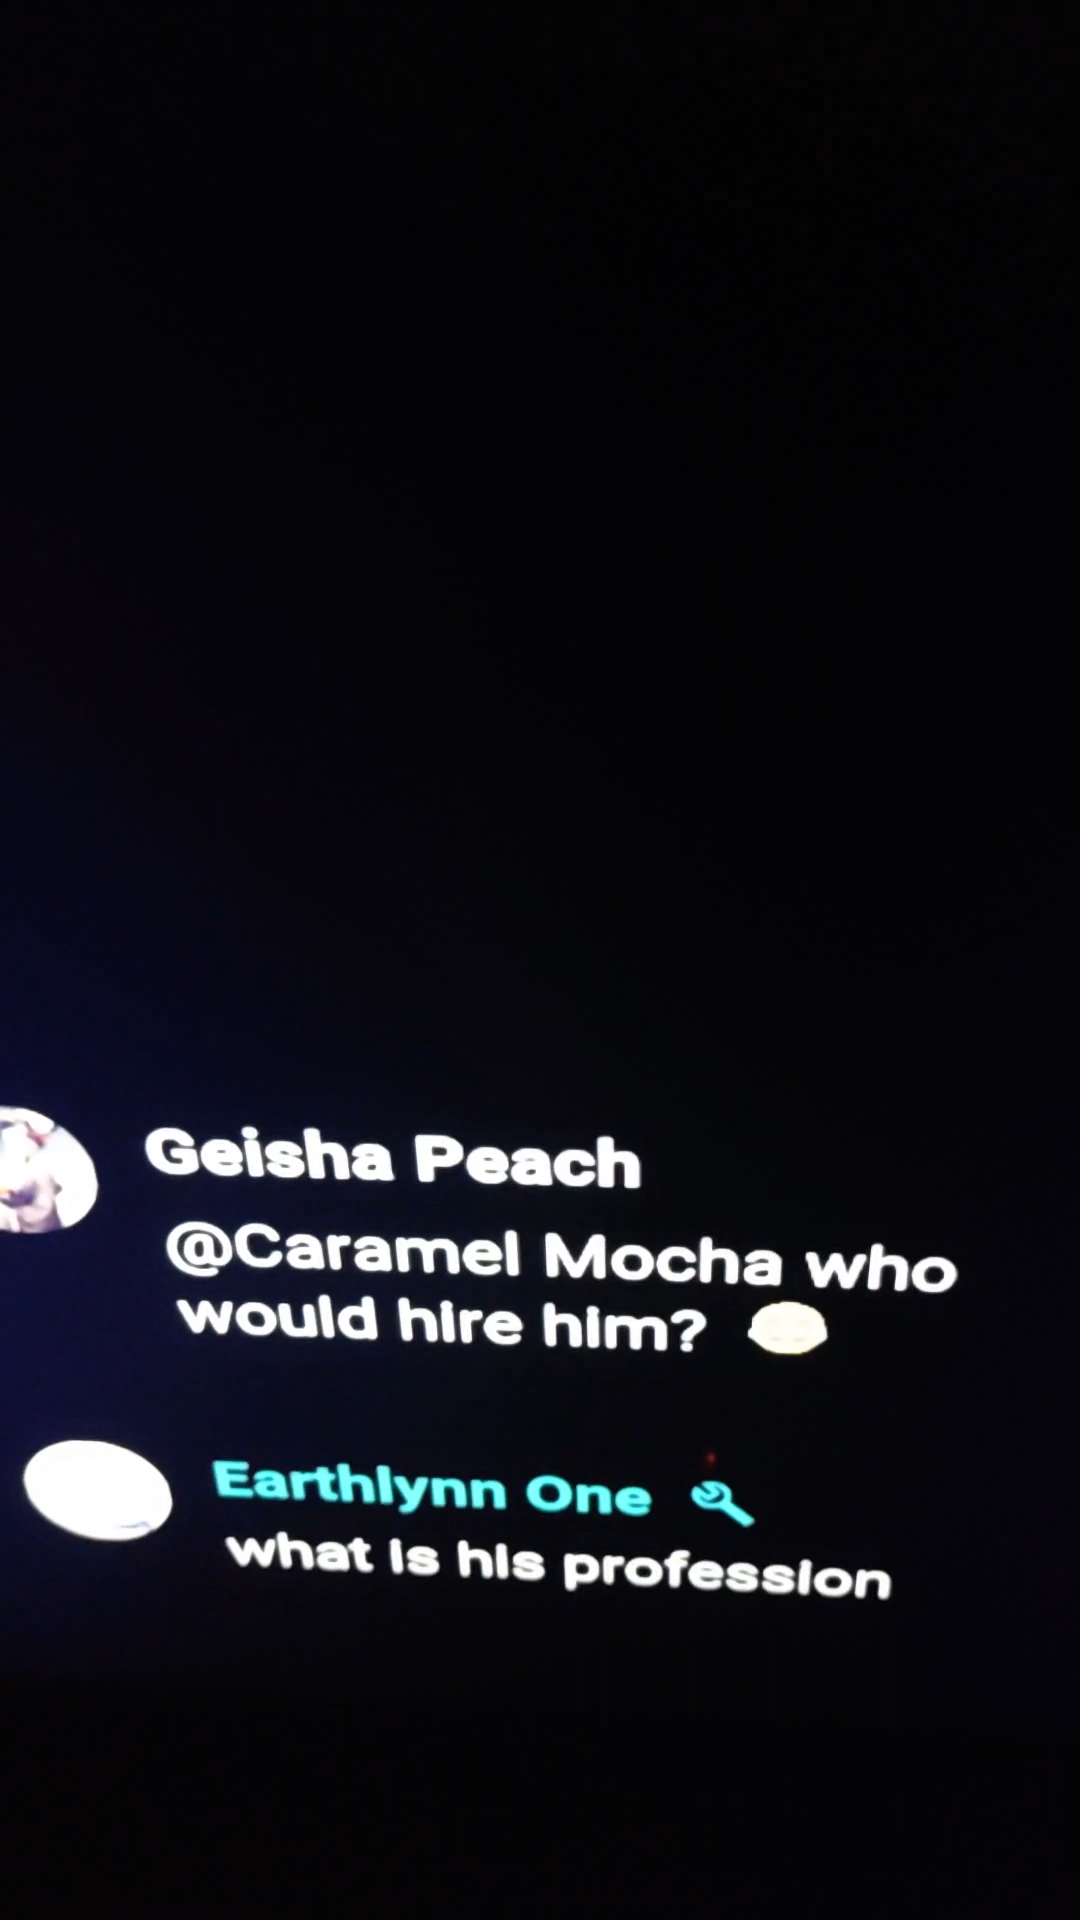 Geisha Peach
@Caramel Mocha who
would hire him?
Earthlynn One
what is his profession